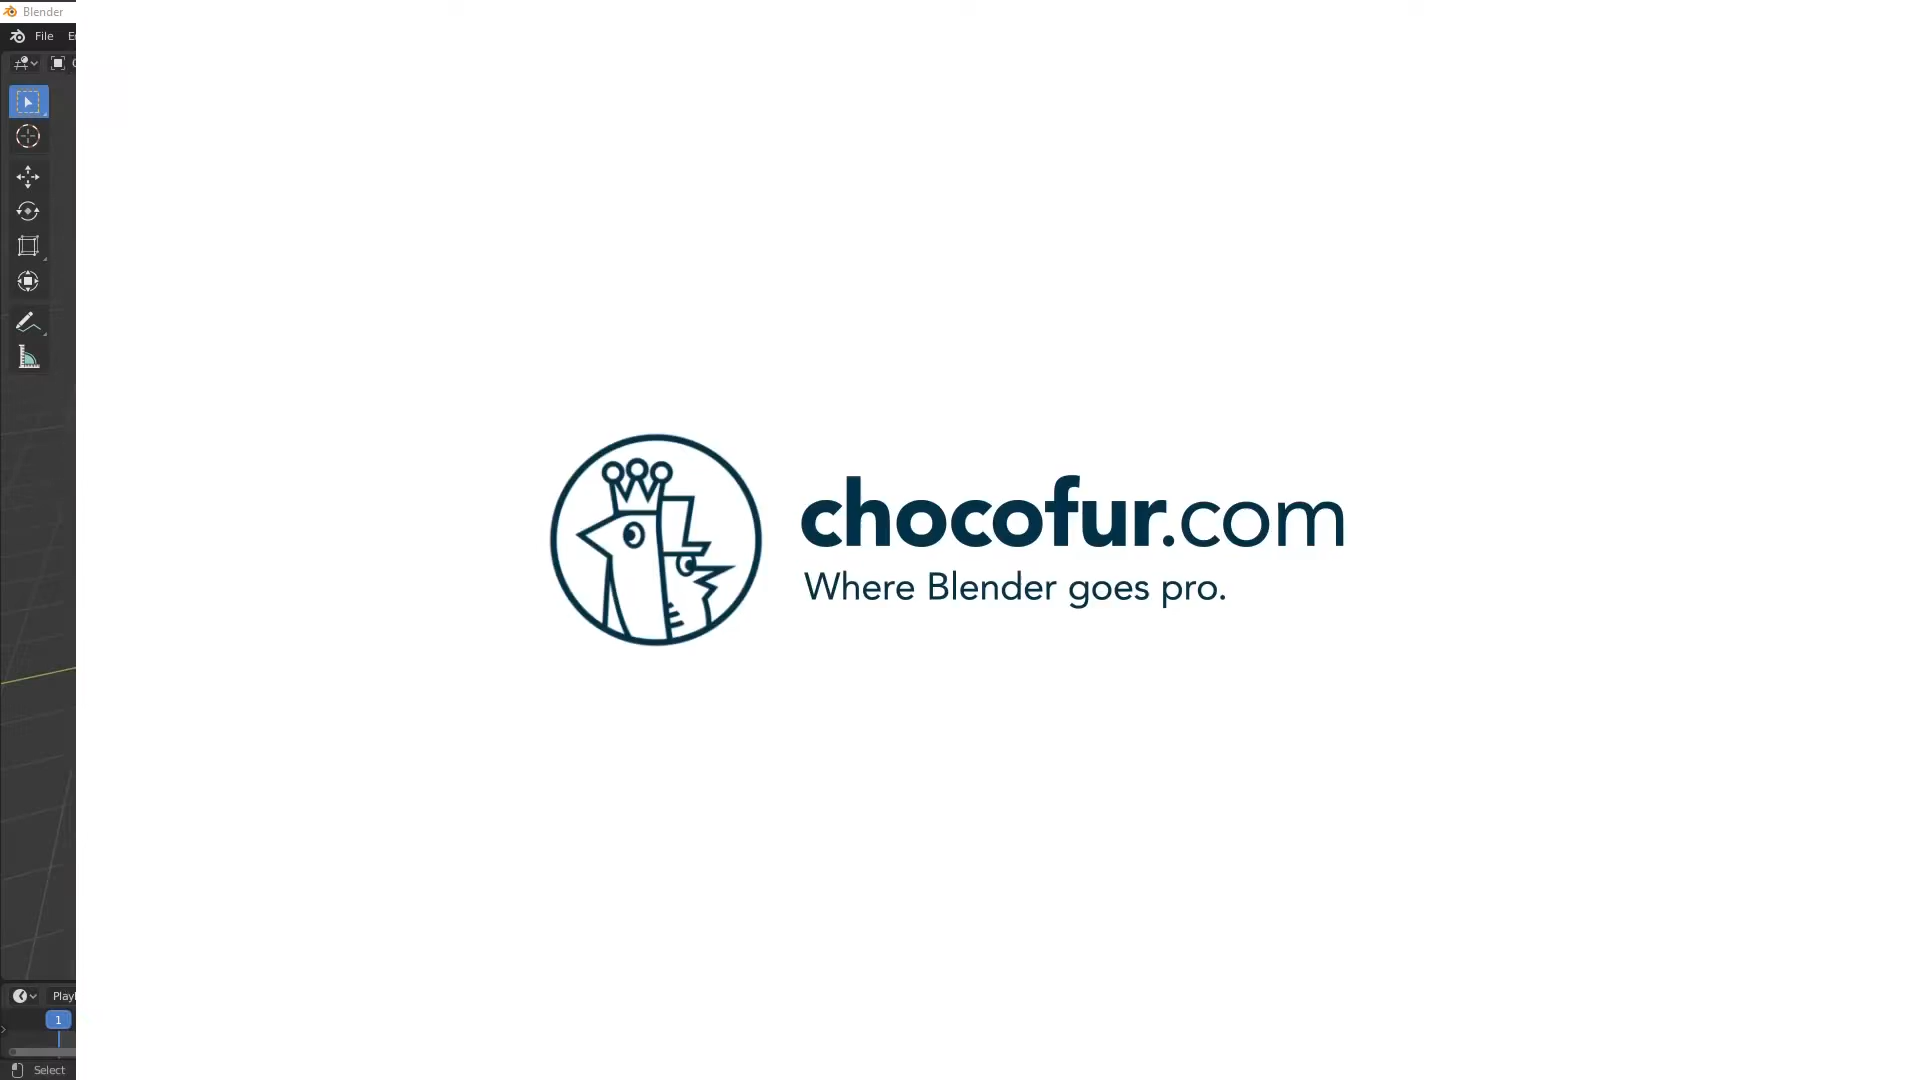 Blender
File
chocofur.com
Where Blender goes pro.
1
Select